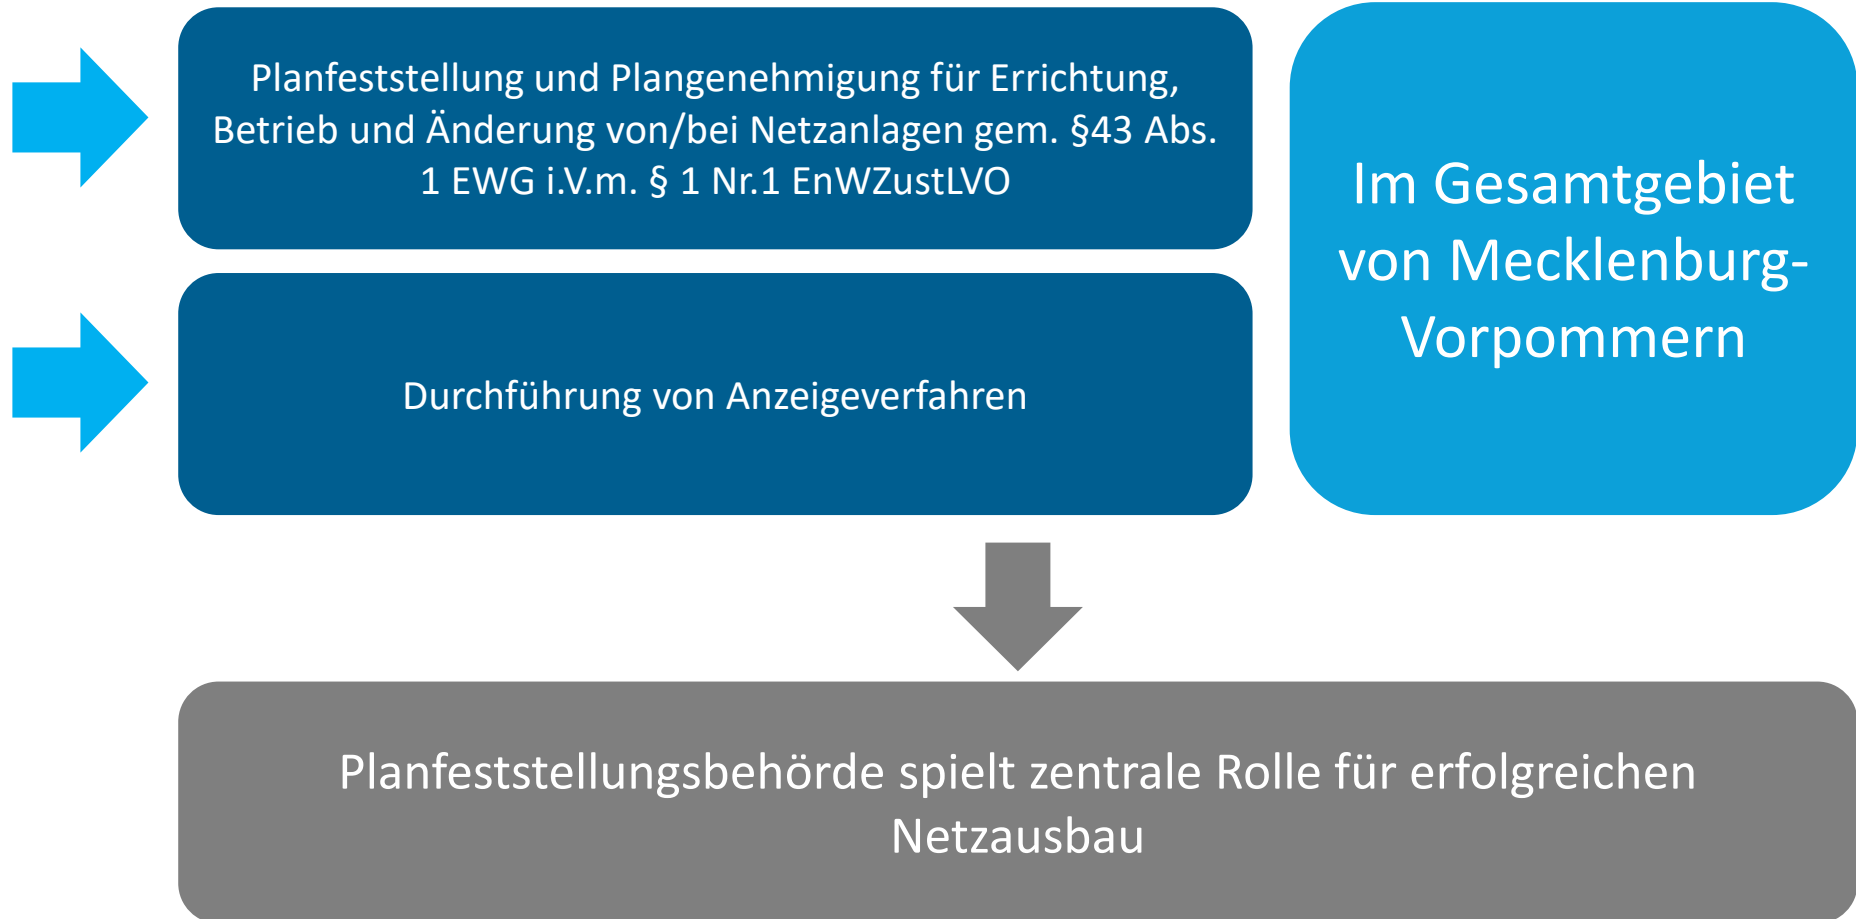 Planfeststellung und Plangenehmigung für Errichtung,
Betrieb und Änderung von/bei Netzanlagen gem. §43 Abs.
1 EWG i.V.m. § 1 Nr.1 EnWZustLVO
Durchführung von Anzeigeverfahren
Im Gesamtgebiet
von Mecklenburg-
Vorpommern
Planfeststellungsbehörde spielt zentrale Rolle für erfolgreichen
Netzausbau